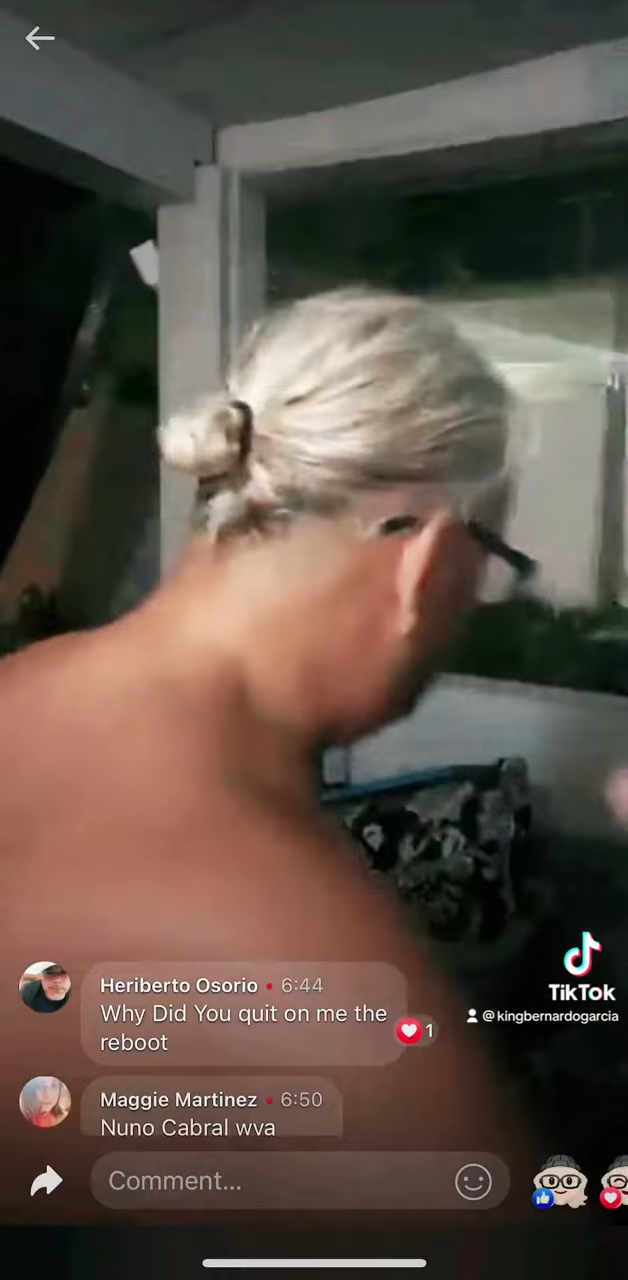 Heriberto Osorio • 6:44
Why Did You quit on me the
reboot
1
TikTok
@kingbernardogarcia
Maggie Martinez • 6:50
Nuno Cabral wva
Comment...